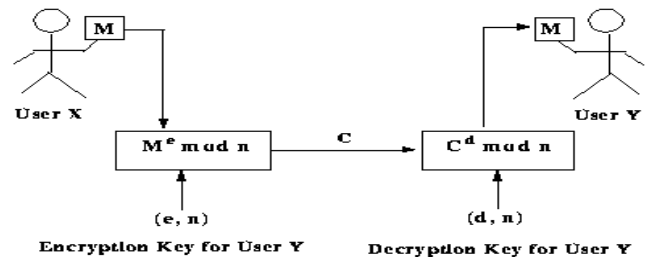 M
M
User X
User Y
M^e mod n
C
C^d mod n
(e, n)
(d, n)
Encryption Key for User Y
Decryption Key for User Y